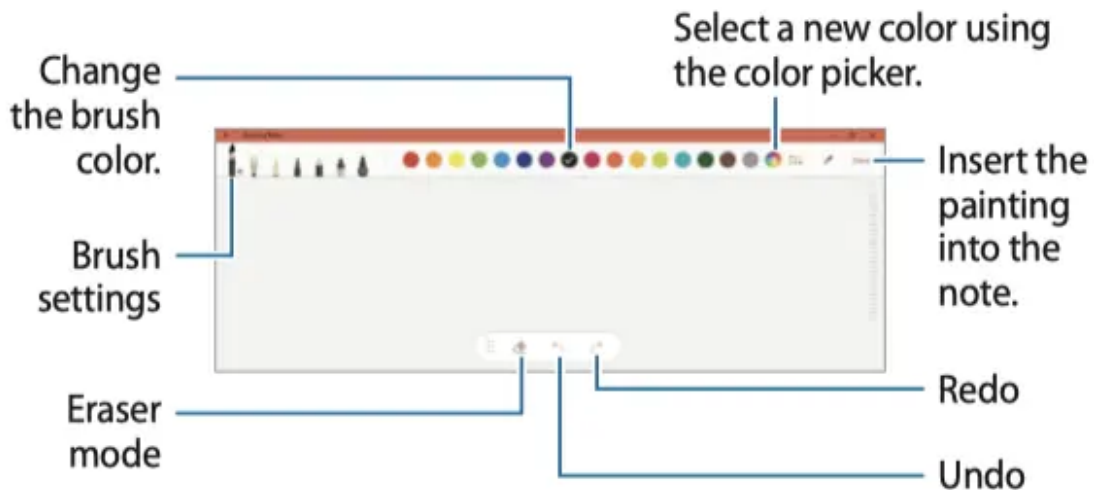 Select a new color using
the color picker.
Change
the brush
color.
Insert the
painting
into the
note.
Brush
settings
Redo
Eraser
mode
Undo